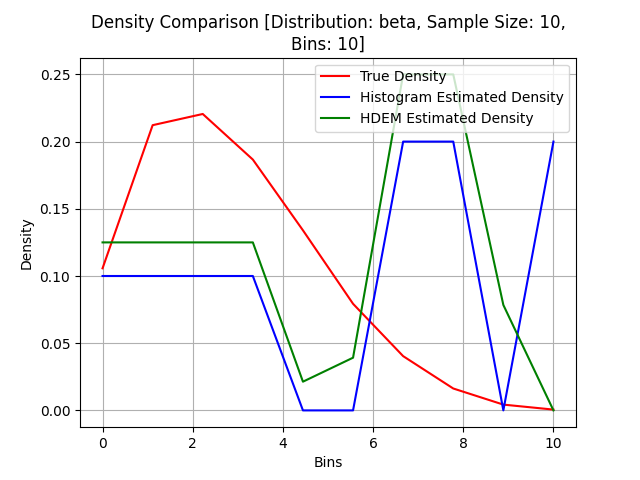 Density Comparison [Distribution: beta, Sample Size: 10,
Bins: 10]
True Density
Histogram Estimated Density
HDEM Estimated Density
0.25
0.20
0.15
0.10
0.05
0.00
Density
0 2 4 6 8 10
Bins